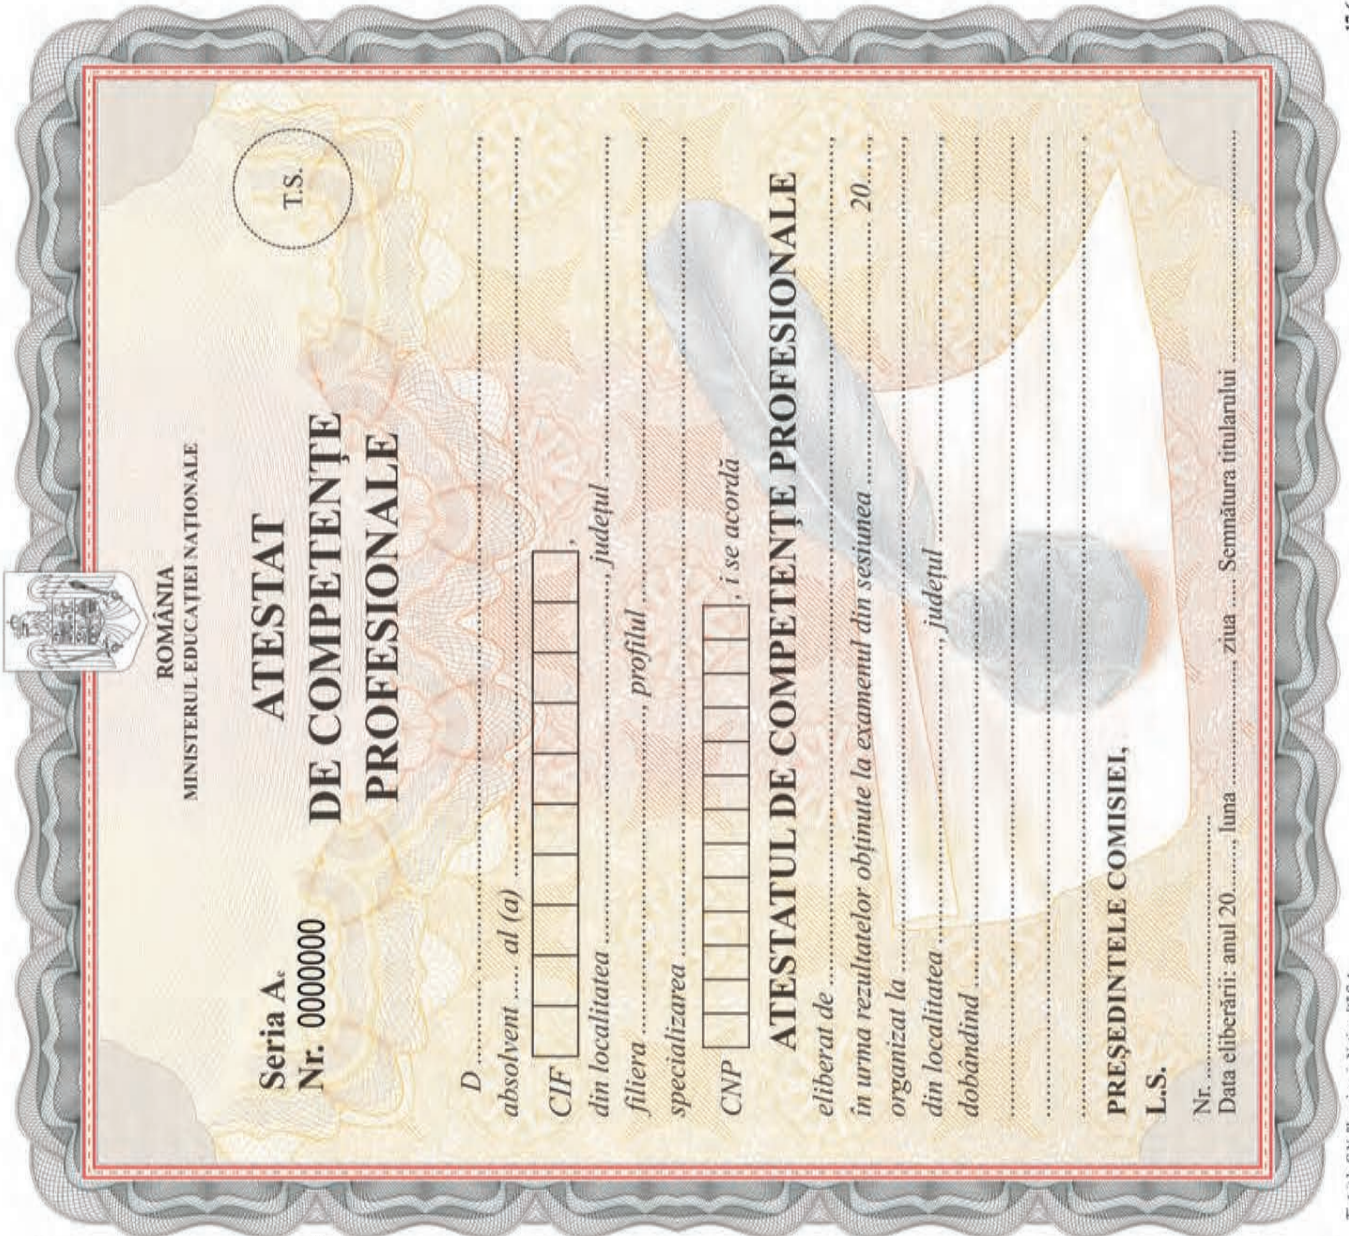 ROMÂNIA
MINISTERUL EDUCAȚIEI NAȚIONALE
T.S.
Seria A_c
Nr. 0000000
ATESTAT
DE COMPETENȚE
PROFESIONALE
D................................
absolvent ..... al (a) ................................
CIF ,
din localitatea ................................, județul ................................
filiera ................................, profilul ................................
specializarea ................................
CNP , i se acordă
ATESTATUL DE COMPETENȚE PROFESIONALE
eliberat de ................................
în urma rezultatelor obținute la examenul din sesiunea ................................ 20.....,
organizat la ................................
din localitatea ................................, județul ................................
dobândind ................................
................................
................................
................................
PREȘEDINTELE COMISIEI,
L.S.
Nr. ................................
Data eliberării: anul 20......, luna ................, ziua ..... Semnătura titularului ................................